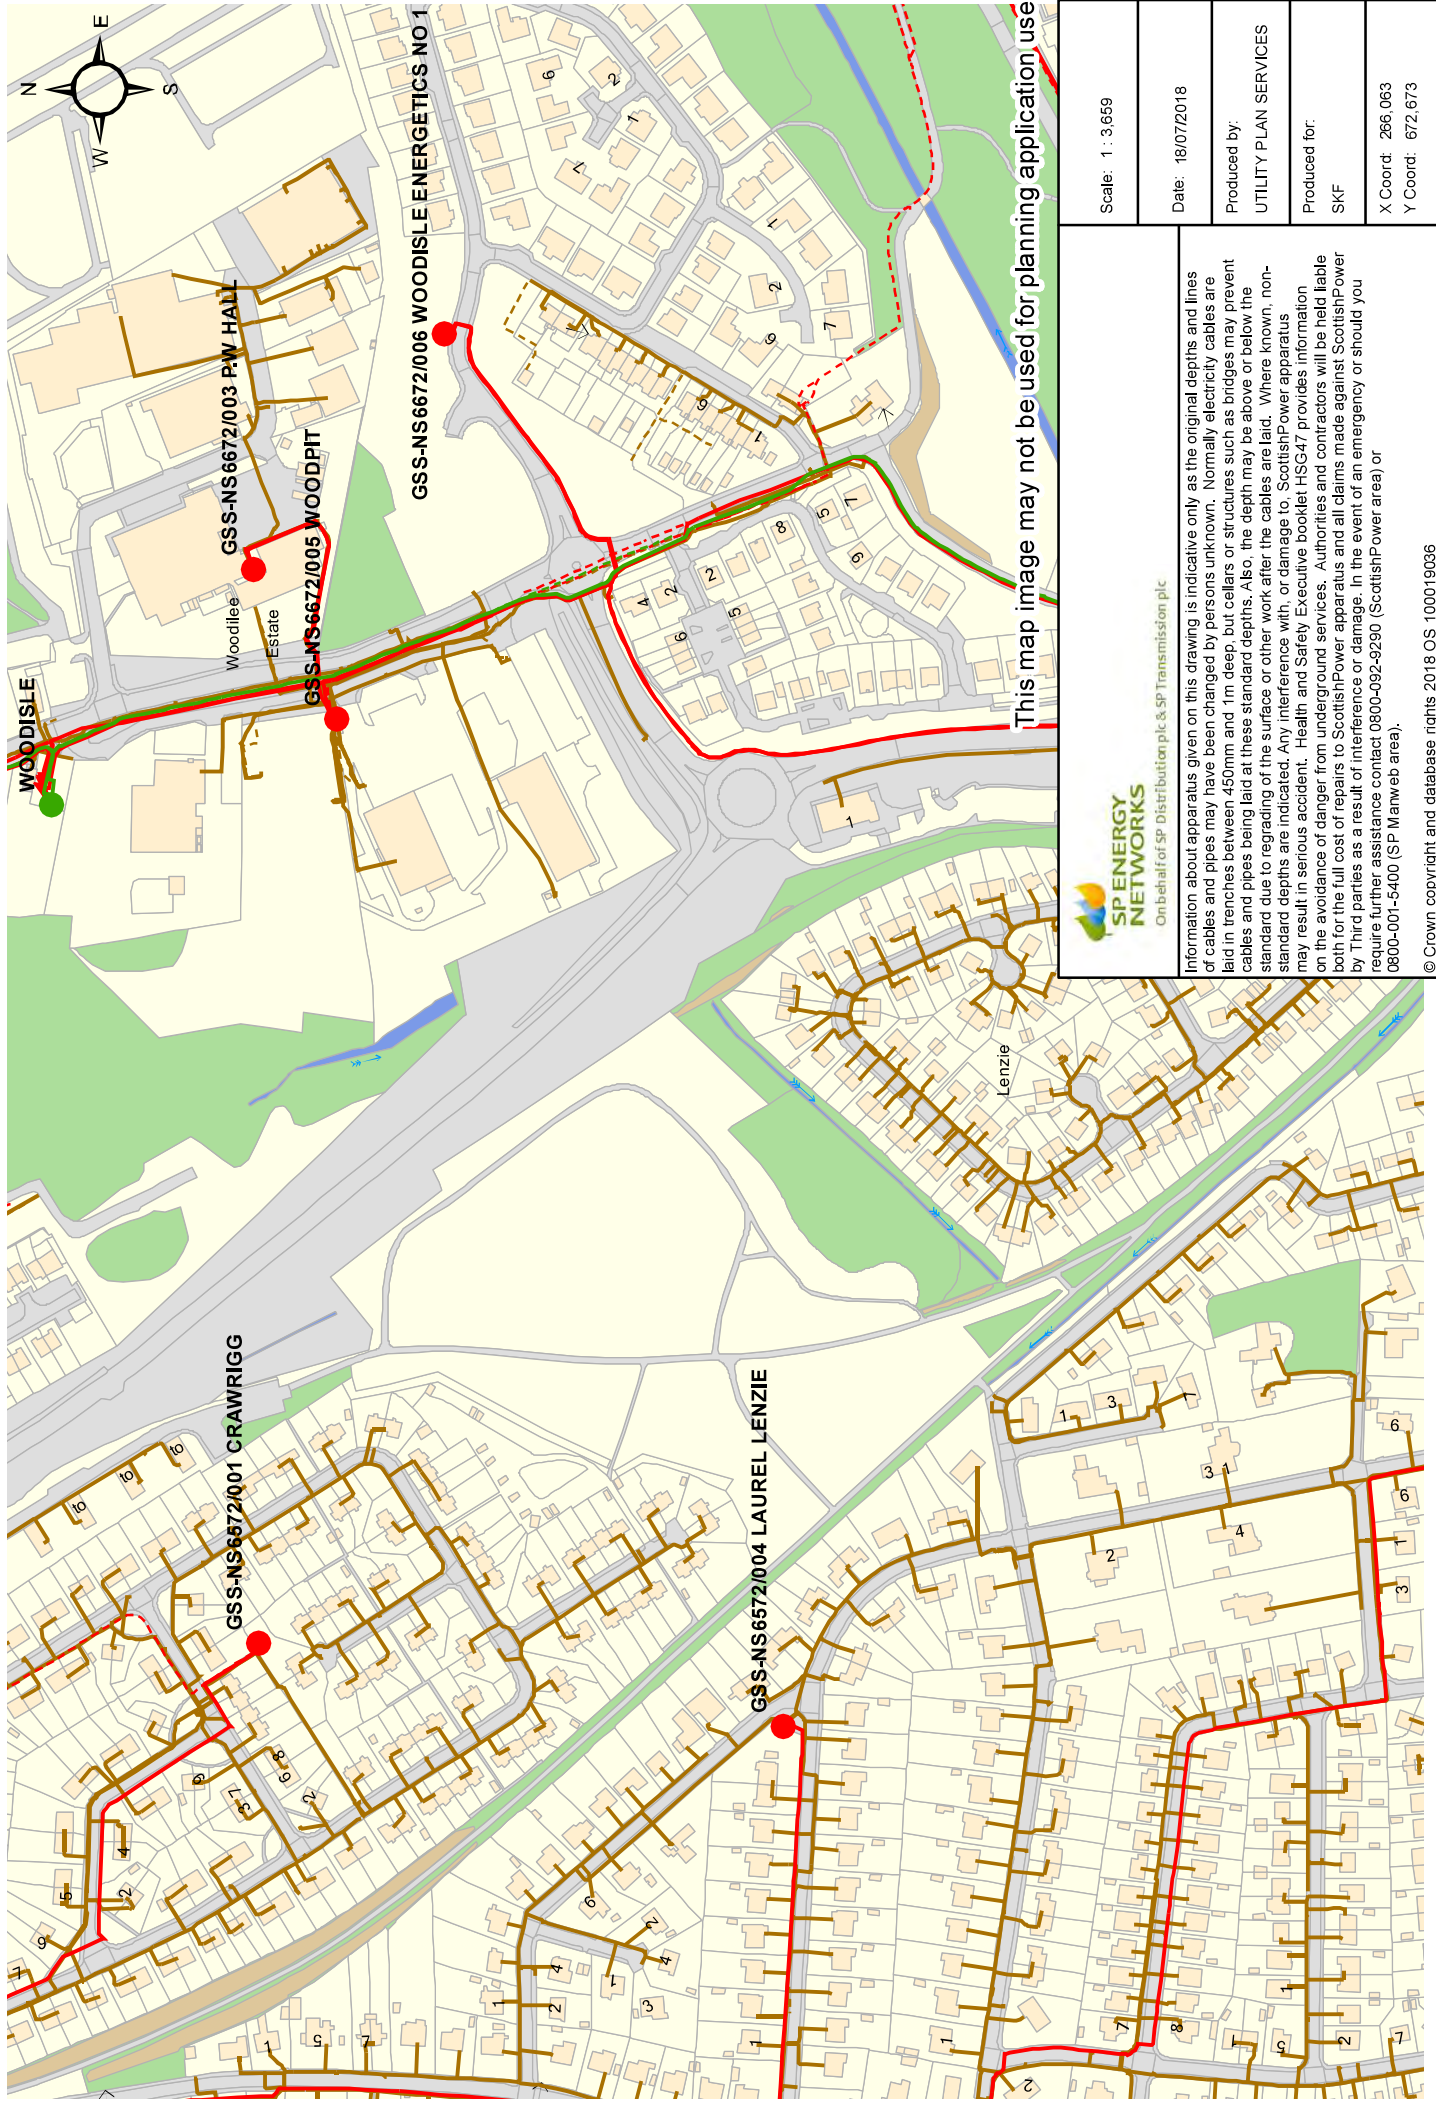 N
E
S
W
WOODISLE
GSS-NS6672/003 P.W HALL
GSS-NS6672/005 WOODPIT
GSS-NS6672/006 WOODISLE ENERGETICS NO 1
GSS-NS6572/001 CRAWRIGG
GSS-NS6572/004 LAUREL LENZIE
Woodilee
Estate
Lenzie
to
to
to
This map image may not be used for planning application use
SP ENERGY
NETWORKS
On behalf of SP Distribution plc & SP Transmission plc
Information about apparatus given on this drawing is indicative only as the original depths and lines
of cables and pipes may have been changed by persons unknown. Normally electricity cables are
laid in trenches between 450mm and 1m deep, but cellars or structures such as bridges may prevent
cables and pipes being laid at these standard depths. Also, the depth may be above or below the
standard due to regrading of the surface or other work after the cables are laid. Where known, non-
standard depths are indicated. Any interference with, or damage to, ScottishPower apparatus
may result in serious accident. Health and Safety Executive booklet HSG47 provides information
on the avoidance of danger from underground services. Authorities and contractors will be held liable
both for the full cost of repairs to ScottishPower apparatus and all claims made against ScottishPower
by Third parties as a result of interference or damage. In the event of an emergency or should you
require further assistance contact 0800-092-9290 (ScottishPower area) or
0800-001-5400 (SP Manweb area).
© Crown copyright and database rights 2018 OS 100019036
Scale: 1 : 3,659
Date: 18/07/2018
Produced by:
UTILITY PLAN SERVICES
Produced for:
SKF
X Coord: 266,063
Y Coord: 672,673